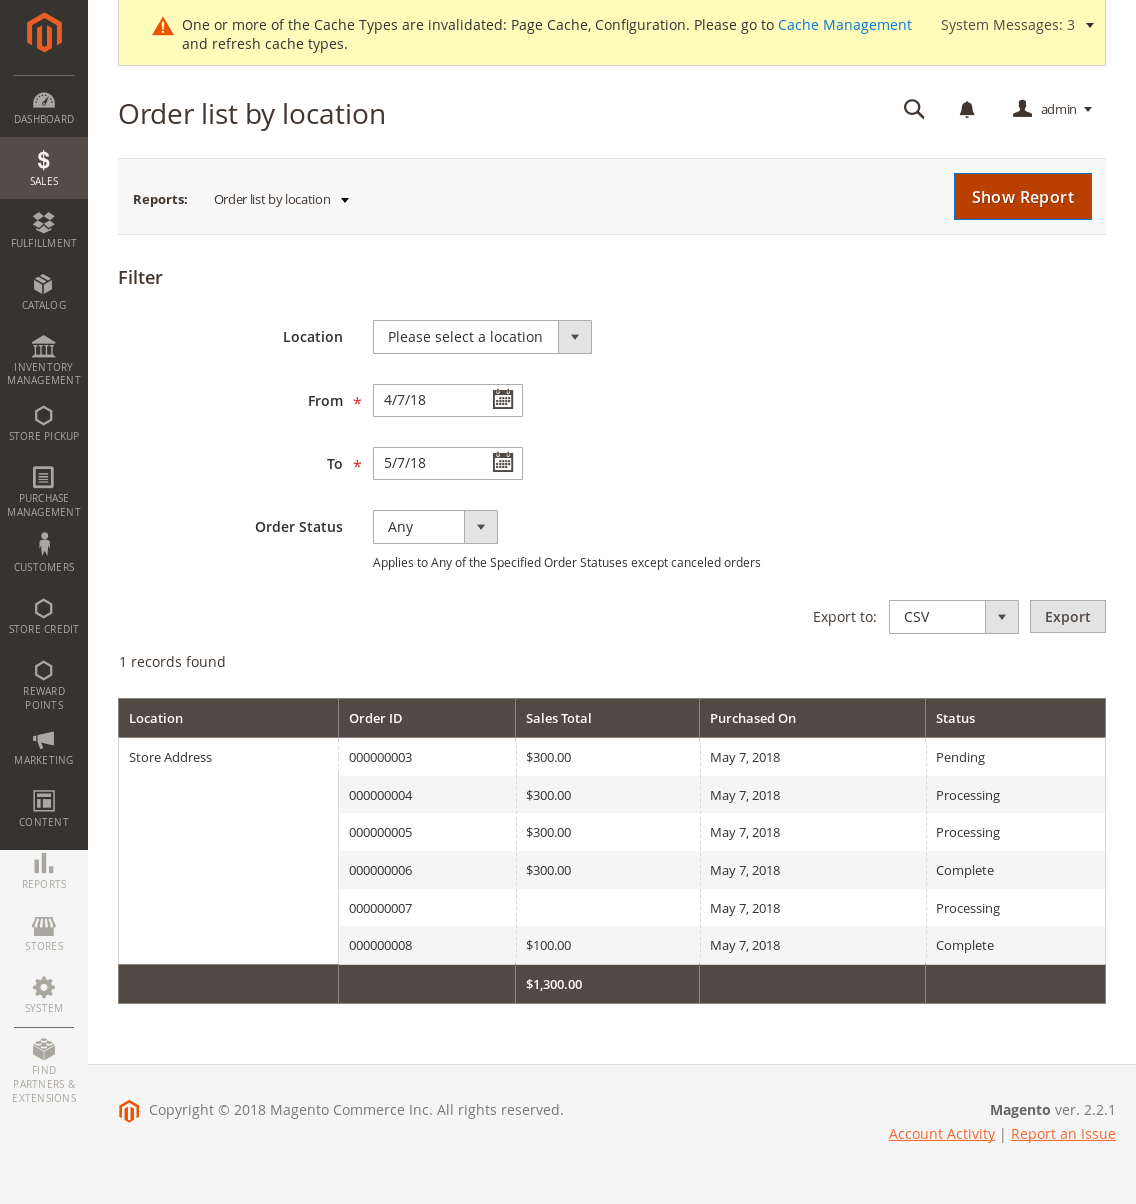 One or more of the Cache Types are invalidated: Page Cache, Configuration. Please go to Cache Management
and refresh cache types.
System Messages: 3
Order list by location
admin
Reports: Order list by location
Show Report
DASHBOARD
SALES
FULFILLMENT
CATALOG
INVENTORY
MANAGEMENT
STORE PICKUP
PURCHASE
MANAGEMENT
CUSTOMERS
STORE CREDIT
REWARD
POINTS
MARKETING
CONTENT
REPORTS
STORES
SYSTEM
FIND
PARTNERS &
EXTENSIONS
Filter
Location Please select a location
From * 4/7/18
To * 5/7/18
Order Status Any
Applies to Any of the Specified Order Statuses except canceled orders
Export to: CSV Export
1 records found
Location Order ID Sales Total Purchased On Status
Store Address 000000003 $300.00 May 7, 2018 Pending
000000004 $300.00 May 7, 2018 Processing
000000005 $300.00 May 7, 2018 Processing
000000006 $300.00 May 7, 2018 Complete
000000007 May 7, 2018 Processing
000000008 $100.00 May 7, 2018 Complete
$1,300.00
Copyright © 2018 Magento Commerce Inc. All rights reserved.
Magento ver. 2.2.1
Account Activity | Report an Issue